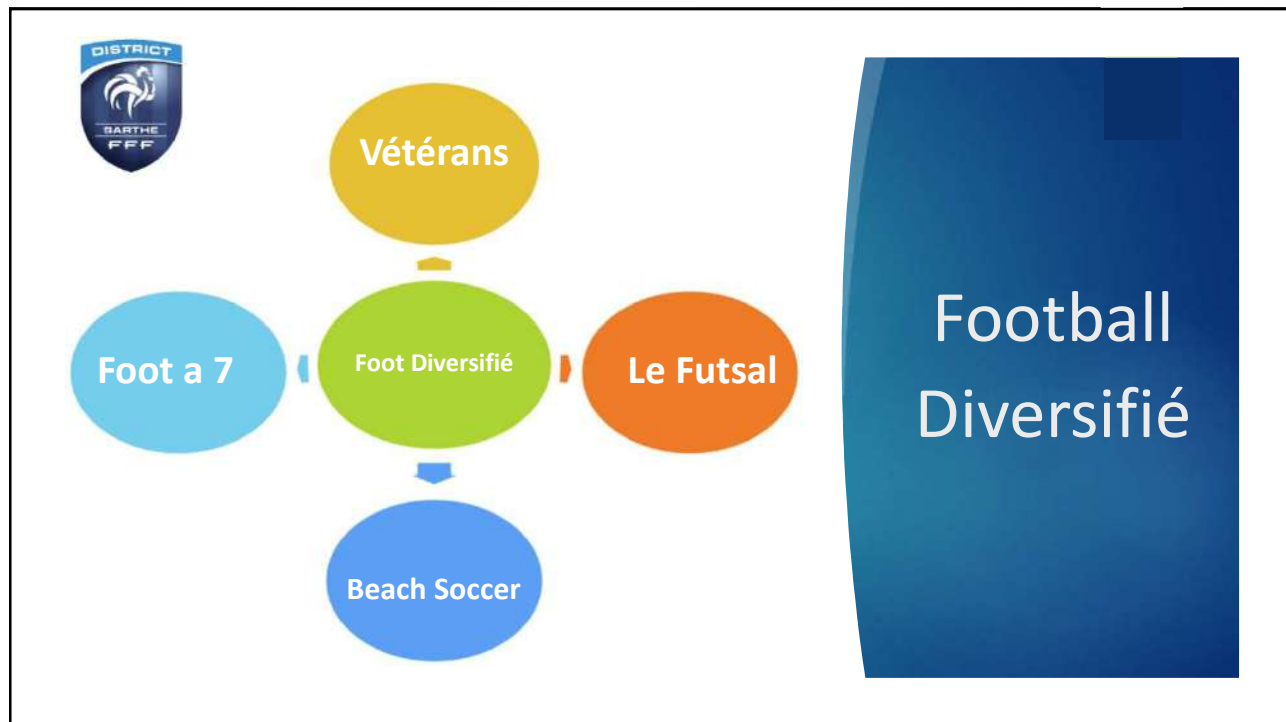 DISTRICT
SARTHE
FFF
Vétérans
Foot a 7
Foot Diversifié
Le Futsal
Beach Soccer
Football
Diversifié